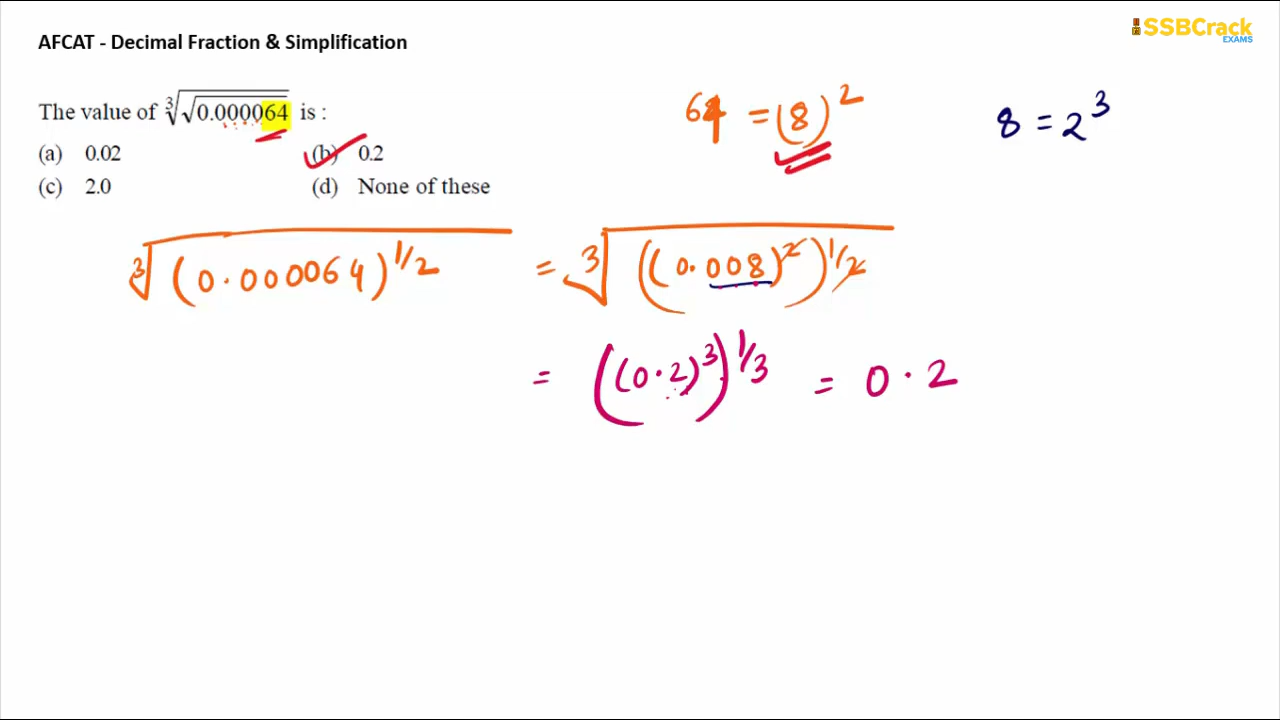 SSBCrack
EXAMS
AFCAT - Decimal Fraction & Simplification
The value of ∛√0.000064 is :
(a) 0.02 (b) 0.2
(c) 2.0 (d) None of these
64 = (8)² 8 = 2³
∛(0.000064)^1/2 = ∛((0.008)²)^1/2
= ((0.2)³)^1/3 = 0.2